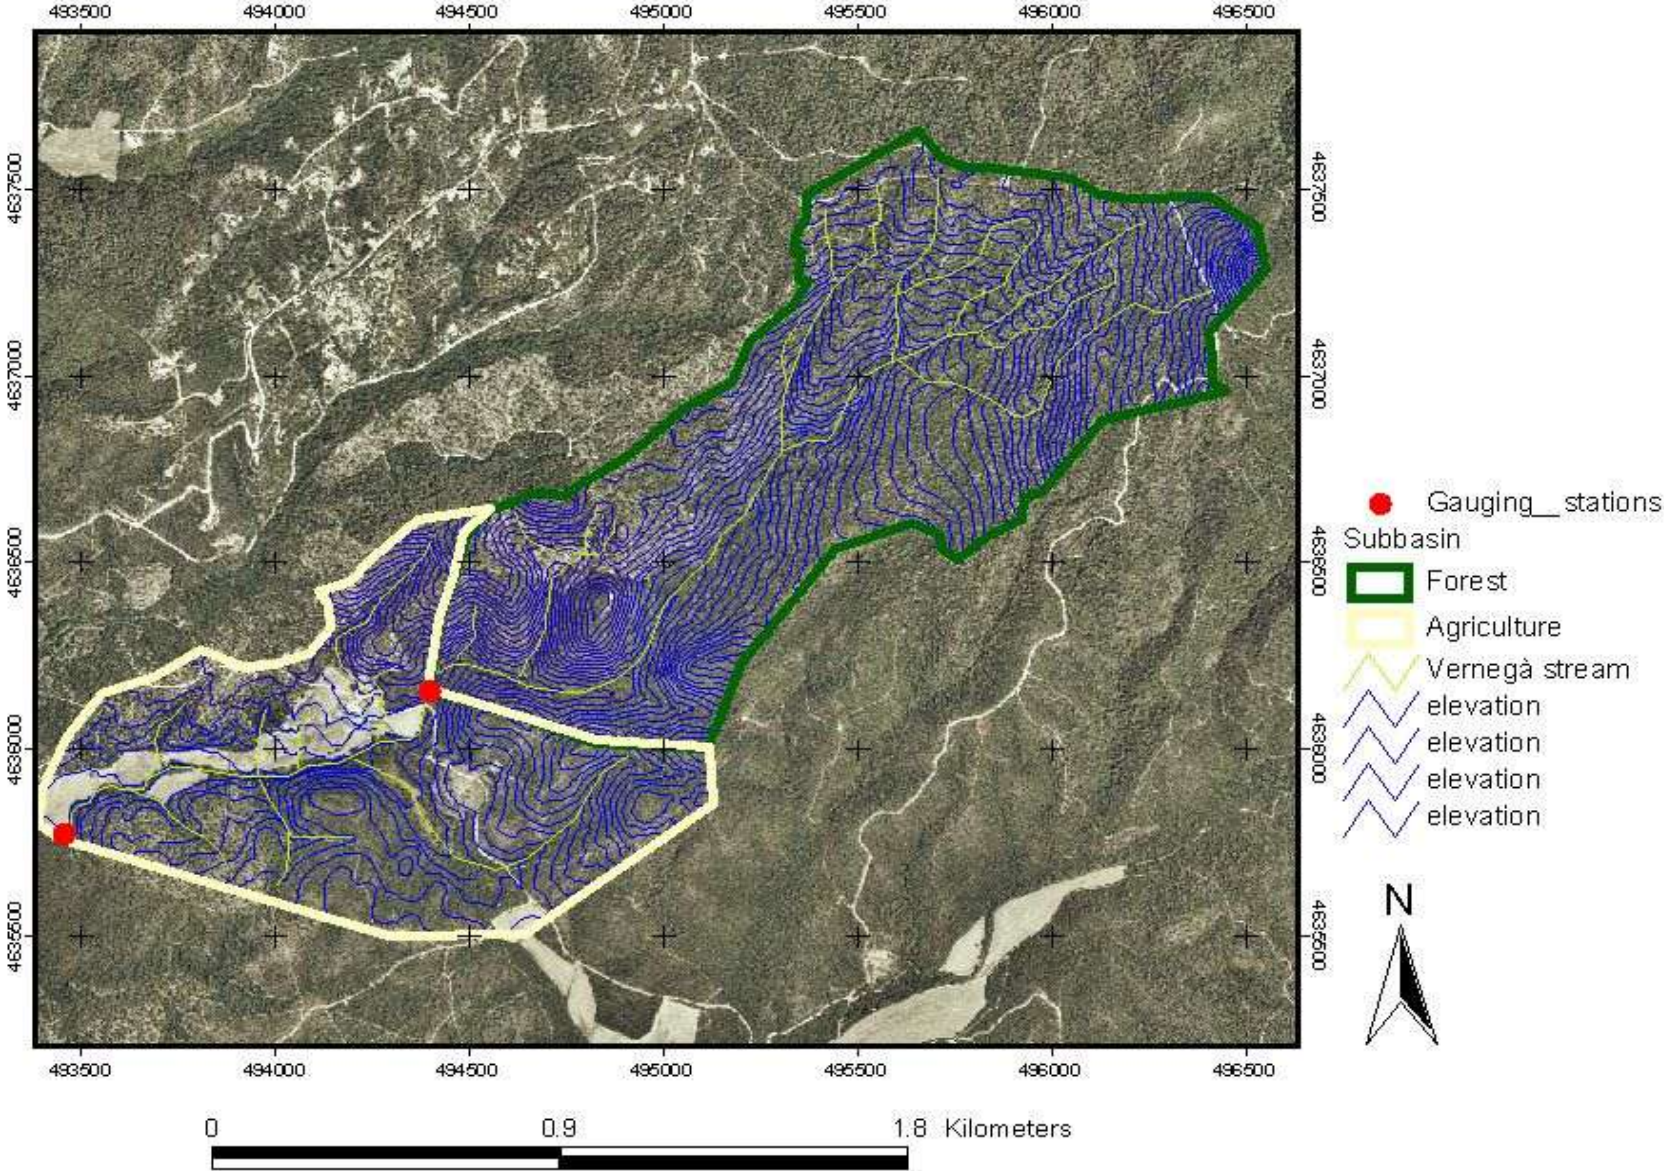 493500 494000 494500 495000 495500 496000 496500
4637500 4637500
4637000 4637000
4636500 4636500
4636000 4636000
4635500 4635500
493500 494000 494500 495000 495500 496000 496500
Gauging__stations
Subbasin
Forest
Agriculture
Vernegà stream
elevation
elevation
elevation
elevation
N
0 0.9 1.8 Kilometers